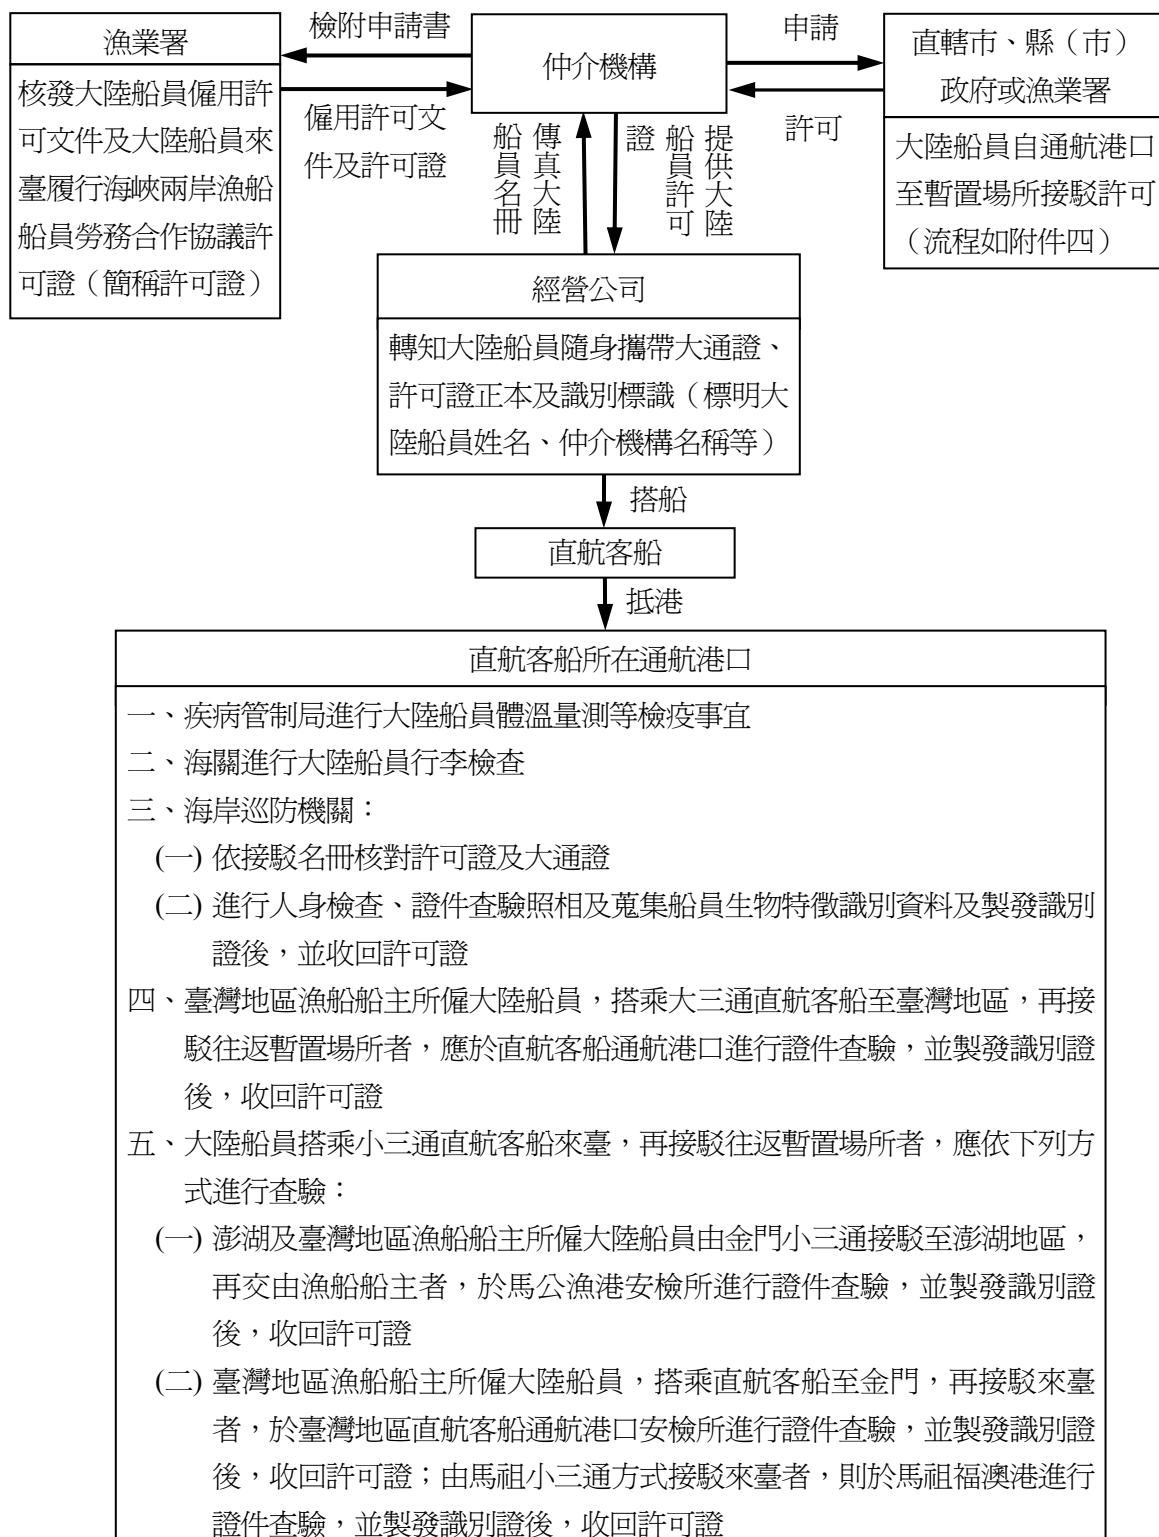 漁業署
核發大陸船員僱用許
可文件及大陸船員來
臺履行海峽兩岸漁船
船員勞務合作協議許
可證（簡稱許可證）
檢附申請書
僱用許可文
件及許可證
仲介機構
申請
許可
直轄市、縣（市）
政府或漁業署
大陸船員自通航港口
至暫置場所接駁許可
（流程如附件四）
傳真大陸
船員名冊
提供大陸
船員許可
證
經營公司
轉知大陸船員隨身攜帶大通證、
許可證正本及識別標識（標明大
陸船員姓名、仲介機構名稱等）
搭船
直航客船
抵港
直航客船所在通航港口
一、疾病管制局進行大陸船員體溫量測等檢疫事宜
二、海關進行大陸船員行李檢查
三、海岸巡防機關：
(一) 依接駁名冊核對許可證及大通證
(二) 進行人身檢查、證件查驗照相及蒐集船員生物特徵識別資料及製發識別
證後，並收回許可證
四、臺灣地區漁船船主所僱大陸船員，搭乘大三通直航客船至臺灣地區，再接
駁往返暫置場所者，應於直航客船通航港口進行證件查驗，並製發識別證
後，收回許可證
五、大陸船員搭乘小三通直航客船來臺，再接駁往返暫置場所者，應依下列方
式進行查驗：
(一) 澎湖及臺灣地區漁船船主所僱大陸船員由金門小三通接駁至澎湖地區，
再交由漁船船主者，於馬公漁港安檢所進行證件查驗，並製發識別證
後，收回許可證
(二) 臺灣地區漁船船主所僱大陸船員，搭乘直航客船至金門，再接駁來臺
者，於臺灣地區直航客船通航港口安檢所進行證件查驗，並製發識別證
後，收回許可證；由馬祖小三通方式接駁來臺者，則於馬祖福澳港進行
證件查驗，並製發識別證後，收回許可證